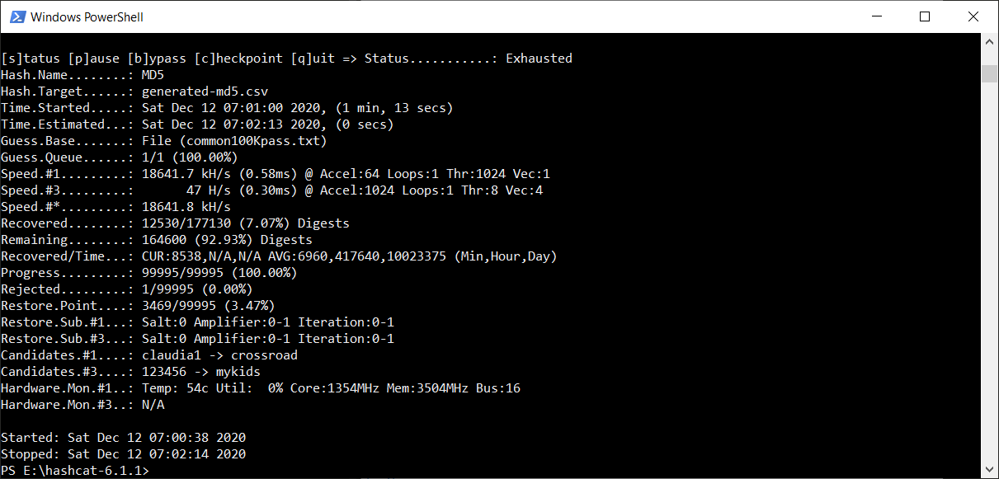 Windows PowerShell
[s]tatus [p]ause [b]ypass [c]heckpoint [q]uit => Status...........: Exhausted
Hash.Name........: MD5
Hash.Target......: generated-md5.csv
Time.Started.....: Sat Dec 12 07:01:00 2020, (1 min, 13 secs)
Time.Estimated...: Sat Dec 12 07:02:13 2020, (0 secs)
Guess.Base.......: File (common100Kpass.txt)
Guess.Queue......: 1/1 (100.00%)
Speed.#1.........: 18641.7 kH/s (0.58ms) @ Accel:64 Loops:1 Thr:1024 Vec:1
Speed.#3.........:       47 H/s (0.30ms) @ Accel:1024 Loops:1 Thr:8 Vec:4
Speed.#*.........: 18641.8 kH/s
Recovered........: 12530/177130 (7.07%) Digests
Remaining........: 164600 (92.93%) Digests
Recovered/Time...: CUR:8538,N/A,N/A AVG:6960,417640,10023375 (Min,Hour,Day)
Progress.........: 99995/99995 (100.00%)
Rejected.........: 1/99995 (0.00%)
Restore.Point....: 3469/99995 (3.47%)
Restore.Sub.#1...: Salt:0 Amplifier:0-1 Iteration:0-1
Restore.Sub.#3...: Salt:0 Amplifier:0-1 Iteration:0-1
Candidates.#1....: claudia1 -> crossroad
Candidates.#3....: 123456 -> mykids
Hardware.Mon.#1..: Temp: 54c Util:  0% Core:1354MHz Mem:3504MHz Bus:16
Hardware.Mon.#3..: N/A
Started: Sat Dec 12 07:00:38 2020
Stopped: Sat Dec 12 07:02:14 2020
PS E:\hashcat-6.1.1>